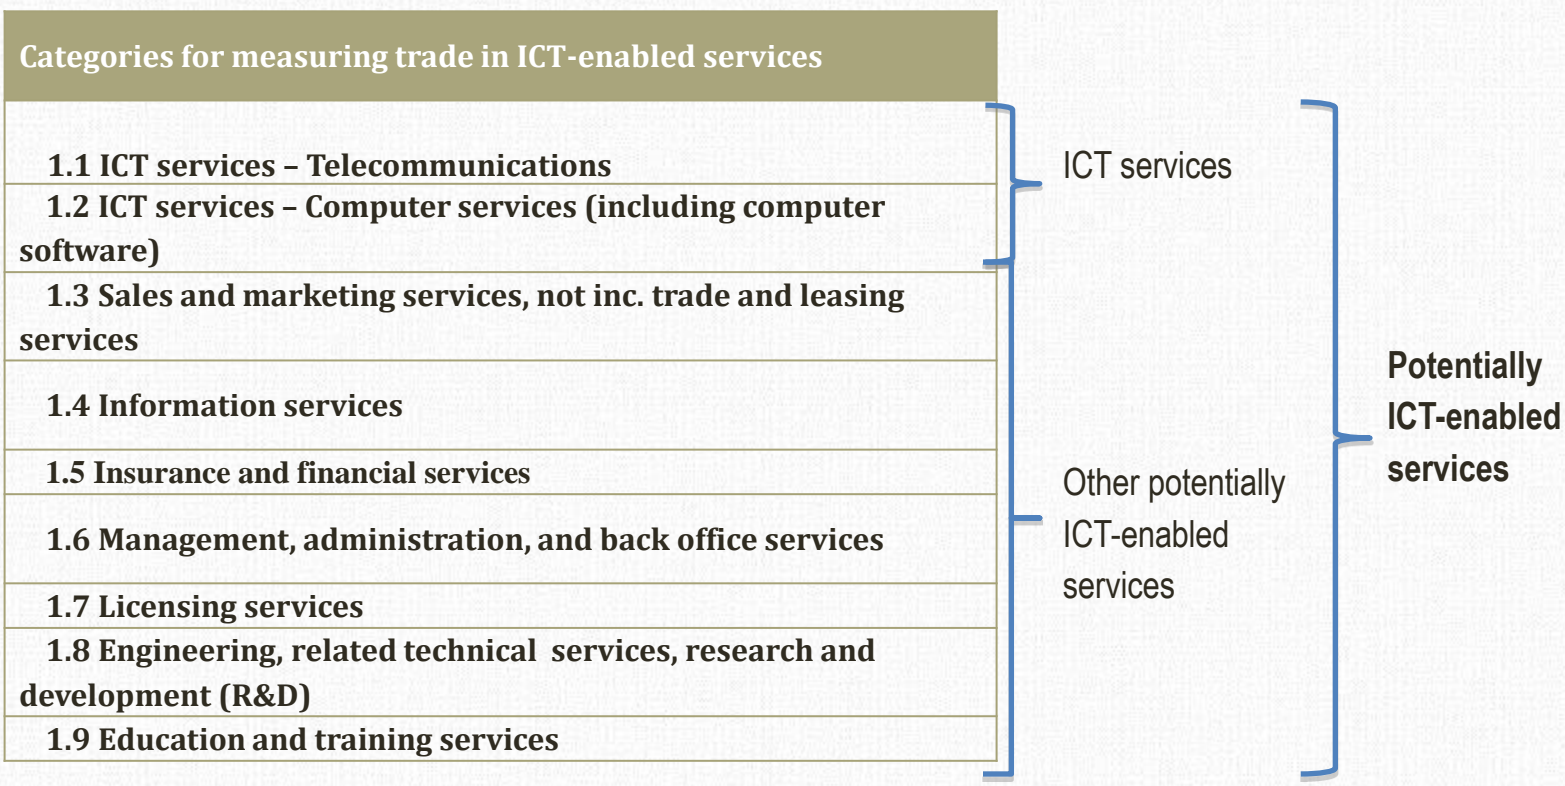 Categories for measuring trade in ICT-enabled services
1.1 ICT services – Telecommunications
1.2 ICT services – Computer services (including computer
software)
1.3 Sales and marketing services, not inc. trade and leasing
services
1.4 Information services
1.5 Insurance and financial services
1.6 Management, administration, and back office services
1.7 Licensing services
1.8 Engineering, related technical services, research and
development (R&D)
1.9 Education and training services
ICT services
Other potentially
ICT-enabled
services
Potentially
ICT-enabled
services